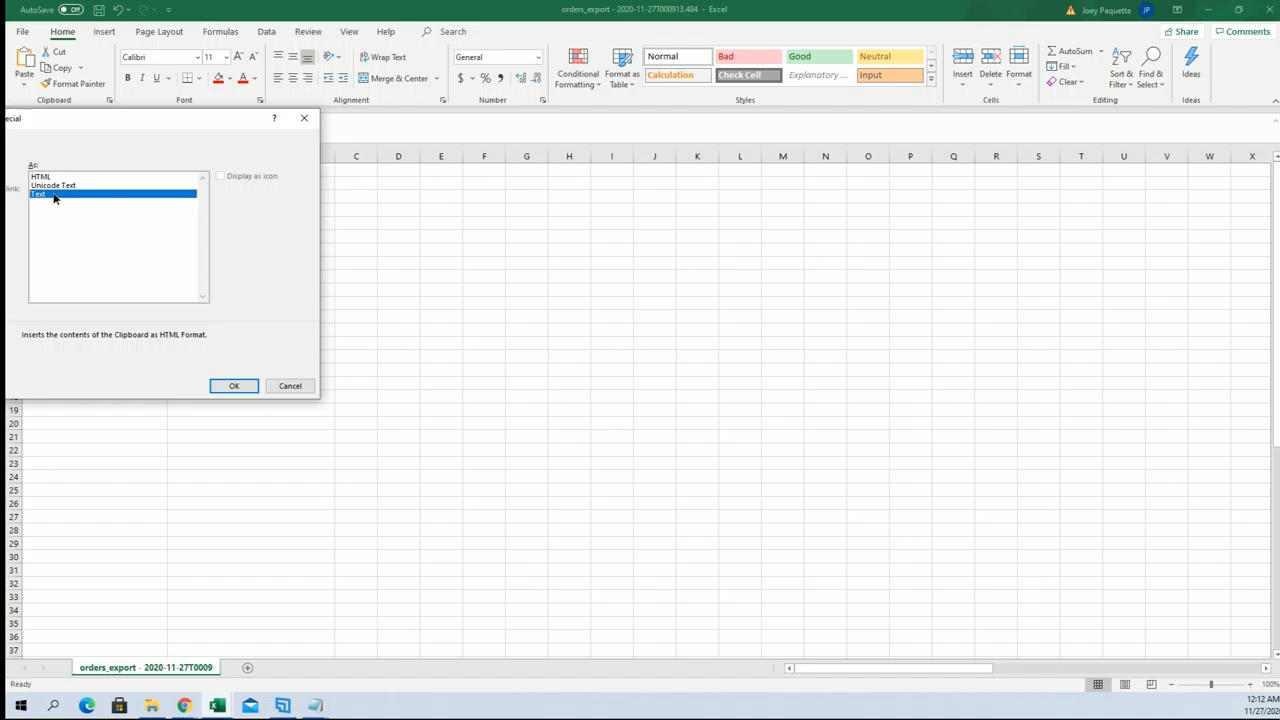 AutoSave Off orders_export - 2020-11-27T000913.484 - Excel Joey Paquette JP
File Home Insert Page Layout Formulas Data Review View Help Search Share Comments
Paste Cut Copy Format Painter Clipboard
Calibri 11 A A B I U A Font
Wrap Text Merge & Center Alignment
General $ % Number
Conditional Formatting Format as Table
Normal Bad Good Neutral
Calculation Check Cell Explanatory ... Input
Styles
Insert Delete Format Cells
AutoSum Fill Clear Sort & Filter Find & Select Editing
Ideas Ideas
ecial ? ×
As:
HTML
link: Unicode Text
Text
Display as icon
Inserts the contents of the Clipboard as HTML Format.
OK Cancel
C D E F G H I J K L M N O P Q R S T U V W X
19
20
21
22
23
24
25
26
27
28
29
30
31
32
33
34
35
36
37
orders_export - 2020-11-27T0009
Ready 100%
12:12 AM
11/27/202